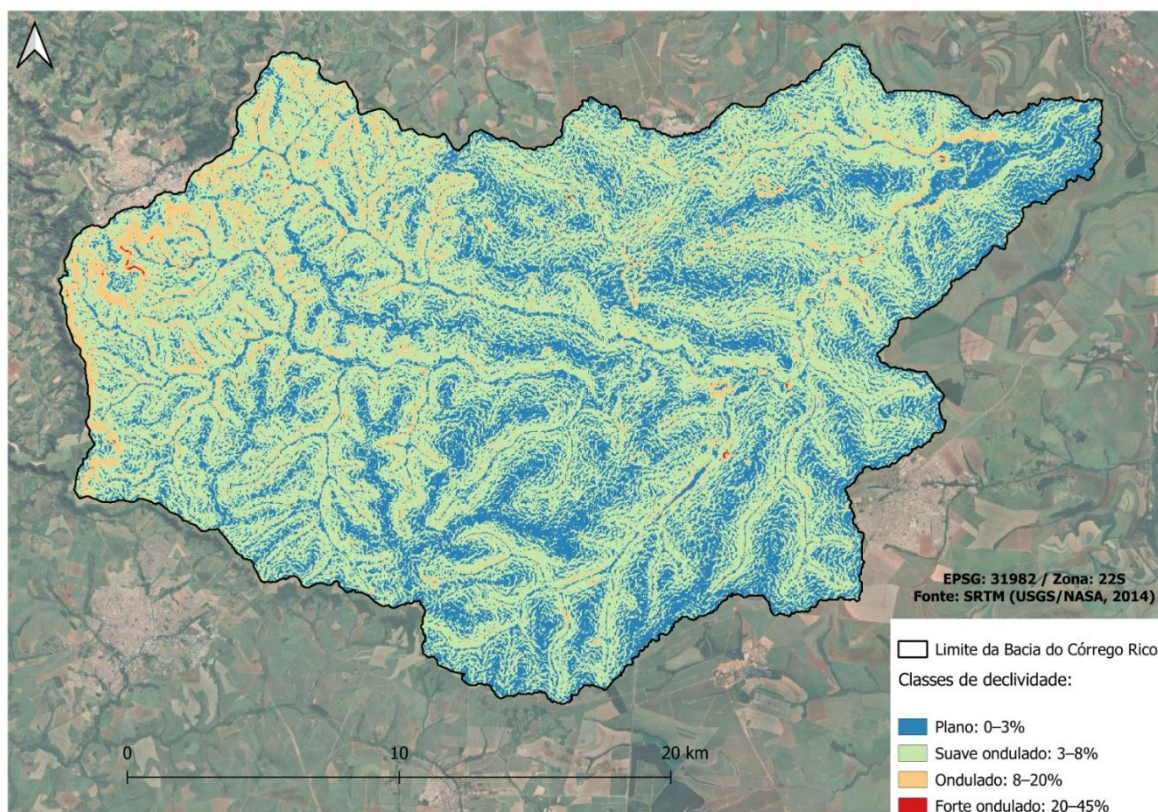 EPSG: 31982 / Zona: 22S
Fonte: SRTM (USGS/NASA, 2014)
Limite da Bacia do Córrego Rico
Classes de declividade:
Plano: 0–3%
Suave ondulado: 3–8%
Ondulado: 8–20%
Forte ondulado: 20–45%
0 10 20 km